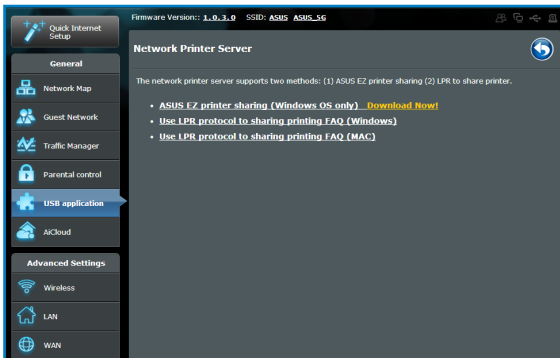 Quick Internet
Setup
Firmware Version:: 1.0.3.0 SSID: ASUS ASUS_5G
General
Network Map
Guest Network
Traffic Manager
Parental control
USB application
AiCloud
Advanced Settings
Wireless
LAN
WAN
Network Printer Server
The network printer server supports two methods: (1) ASUS EZ printer sharing (2) LPR to share printer.
ASUS EZ printer sharing (Windows OS only) Download Now!
Use LPR protocol to sharing printing FAQ (Windows)
Use LPR protocol to sharing printing FAQ (MAC)